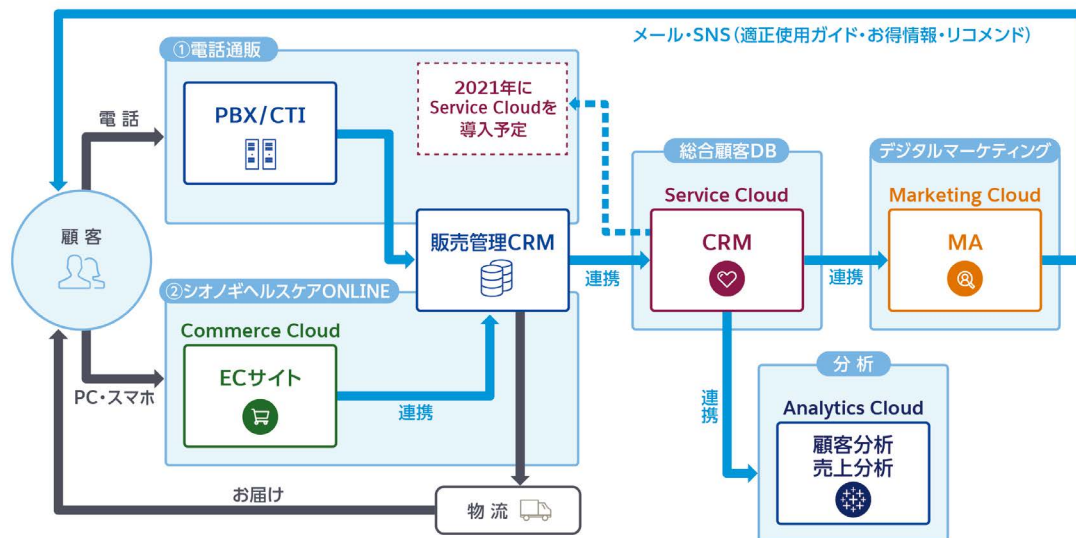 メール・SNS(適正使用ガイド・お得情報・リコメンド)
①電話通販
電話
PBX/CTI
2021年に
Service Cloudを
導入予定
総合顧客DB
デジタルマーケティング
Service Cloud
Marketing Cloud
顧客
販売管理CRM
CRM
MA
連携
連携
②シオノギヘルスケアONLINE
Commerce Cloud
ECサイト
PC・スマホ
連携
連携
分析
Analytics Cloud
顧客分析
売上分析
お届け
物流